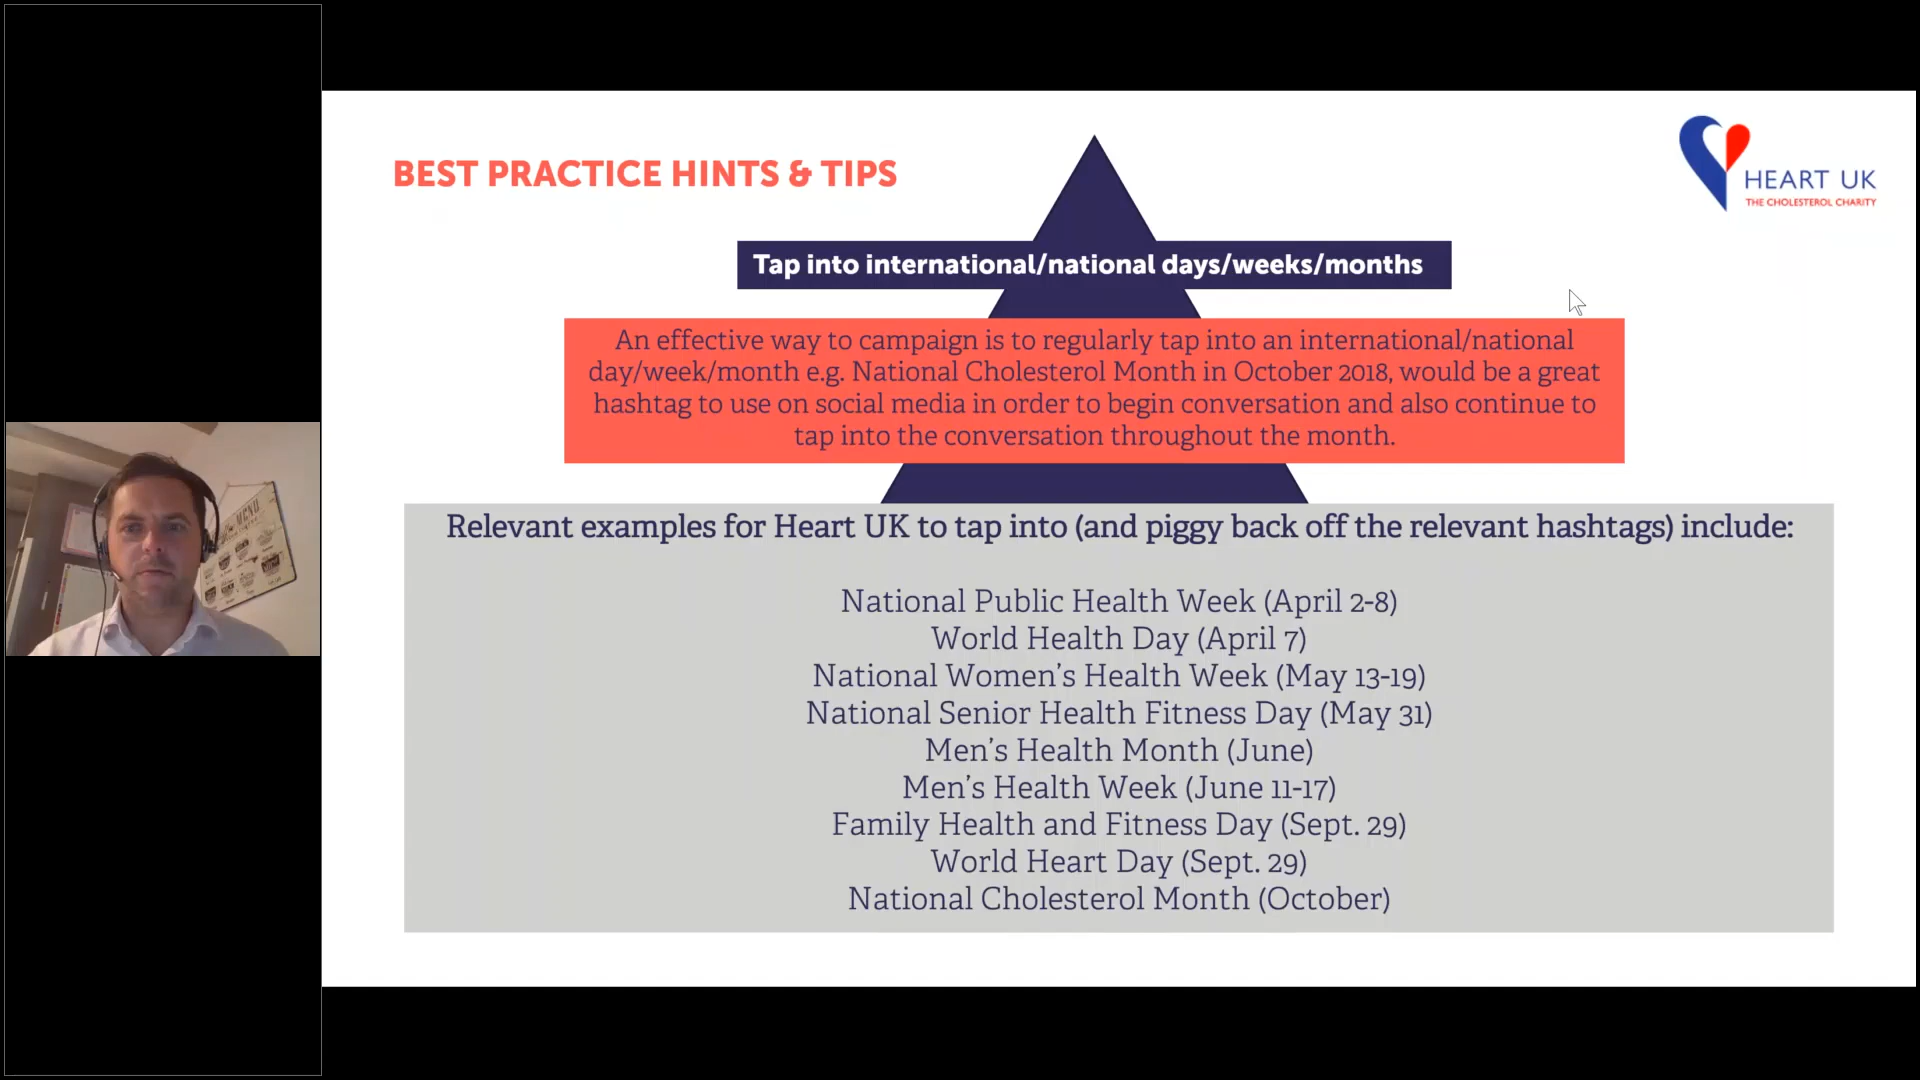 BEST PRACTICE HINTS & TIPS
HEART UK
THE CHOLESTEROL CHARITY
Tap into international/national days/weeks/months
An effective way to campaign is to regularly tap into an international/national
day/week/month e.g. National Cholesterol Month in October 2018, would be a great
hashtag to use on social media in order to begin conversation and also continue to
tap into the conversation throughout the month.
Relevant examples for Heart UK to tap into (and piggy back off the relevant hashtags) include:
National Public Health Week (April 2-8)
World Health Day (April 7)
National Women's Health Week (May 13-19)
National Senior Health Fitness Day (May 31)
Men's Health Month (June)
Men's Health Week (June 11-17)
Family Health and Fitness Day (Sept. 29)
World Heart Day (Sept. 29)
National Cholesterol Month (October)
MENU